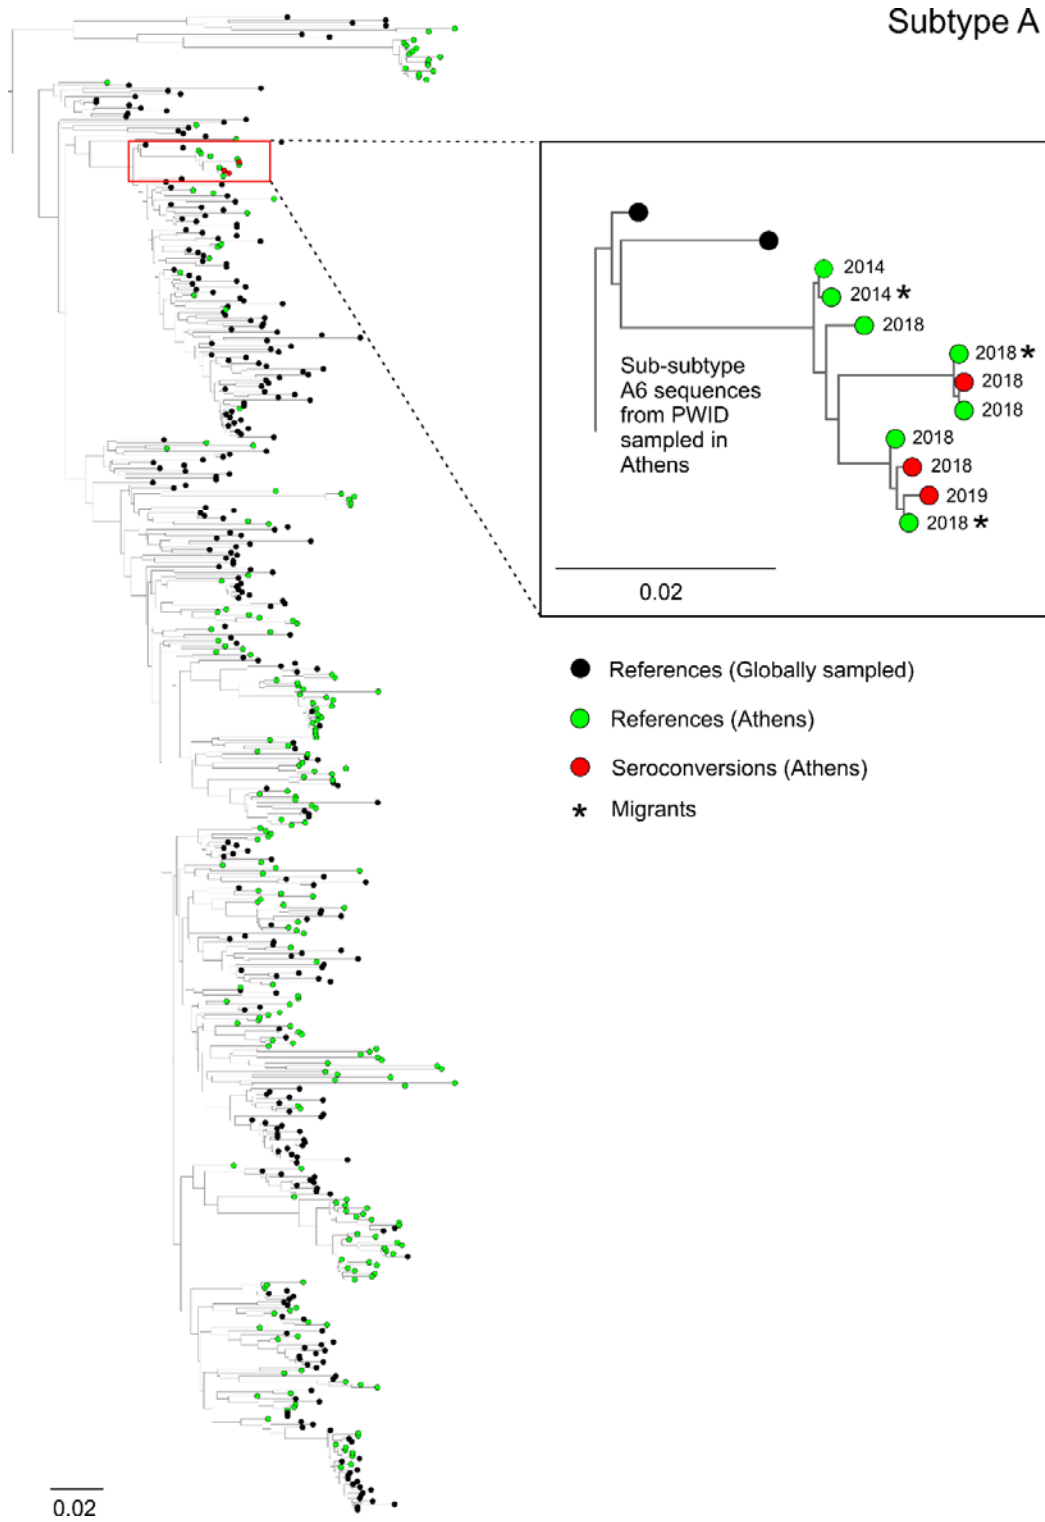 Subtype A
2014
2014 *
2018
2018 *
Sub-subtype
A6 sequences
from PWID
sampled in
Athens
2018
2018
2018
2018
2019
2018 *
0.02
References (Globally sampled)
References (Athens)
Seroconversions (Athens)
* Migrants
0.02